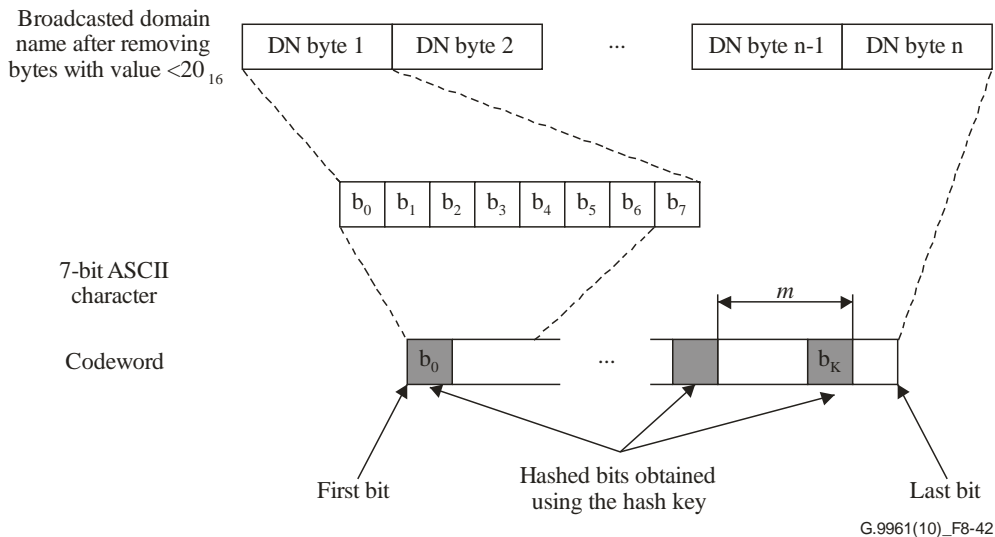 Broadcasted domain
name after removing
bytes with value <20₁₆
DN byte 1 DN byte 2 ... DN byte n-1 DN byte n
b₀ b₁ b₂ b₃ b₄ b₅ b₆ b₇
7-bit ASCII
character
m
Codeword
b₀ ... b_K
First bit
Hashed bits obtained
using the hash key
Last bit
G.9961(10)_F8-42